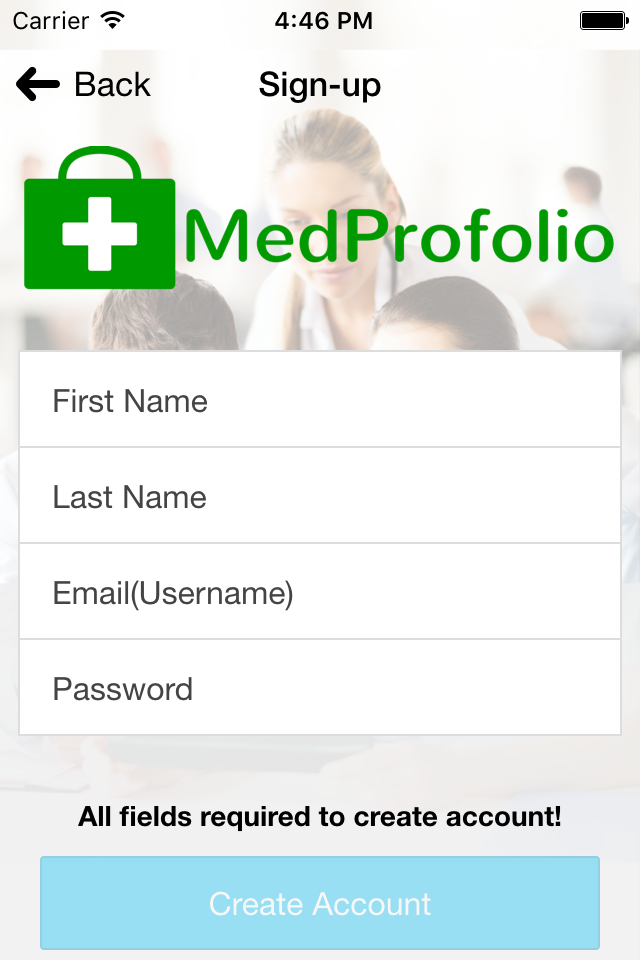 Carrier 4:46 PM
Back Sign-up
MedProfolio
First Name
Last Name
Email(Username)
Password
All fields required to create account!
Create Account